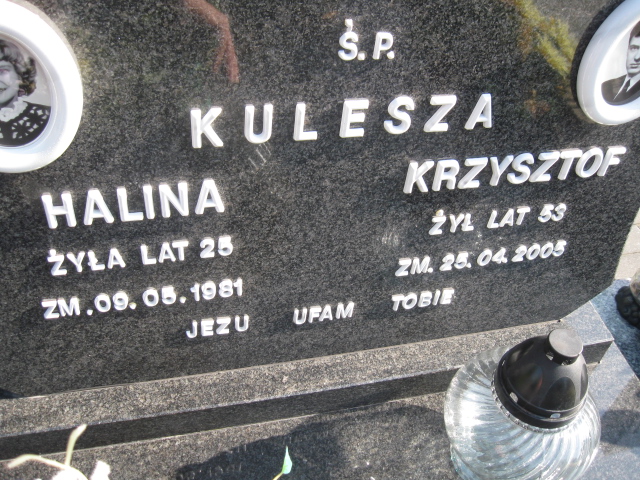 Ś.P.
KULESZA
HALINA
ŻYŁA LAT 25
ZM.09.05.1981
KRZYSZTOF
ŻYŁ LAT 53
ZM. 25.04.2005
JEZU UFAM TOBIE